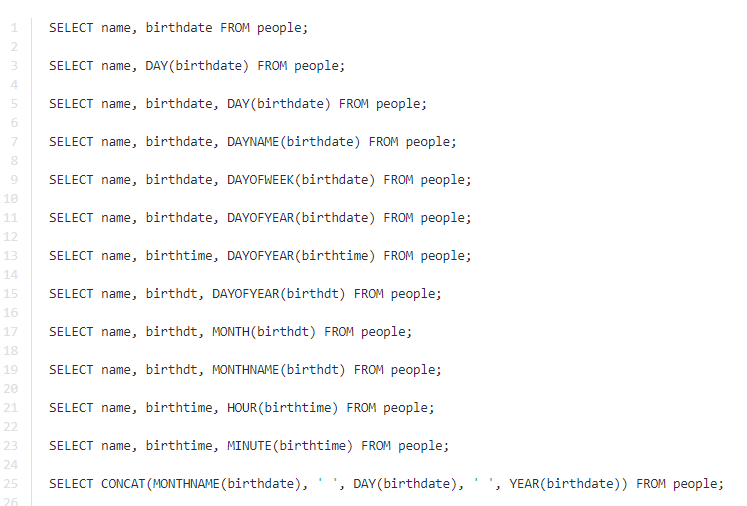 1 SELECT name, birthdate FROM people;
2
3 SELECT name, DAY(birthdate) FROM people;
4
5 SELECT name, birthdate, DAY(birthdate) FROM people;
6
7 SELECT name, birthdate, DAYNAME(birthdate) FROM people;
8
9 SELECT name, birthdate, DAYOFWEEK(birthdate) FROM people;
10
11 SELECT name, birthdate, DAYOFYEAR(birthdate) FROM people;
12
13 SELECT name, birthtime, DAYOFYEAR(birthtime) FROM people;
14
15 SELECT name, birthdt, DAYOFYEAR(birthdt) FROM people;
16
17 SELECT name, birthdt, MONTH(birthdt) FROM people;
18
19 SELECT name, birthdt, MONTHNAME(birthdt) FROM people;
20
21 SELECT name, birthtime, HOUR(birthtime) FROM people;
22
23 SELECT name, birthtime, MINUTE(birthtime) FROM people;
24
25 SELECT CONCAT(MONTHNAME(birthdate), ' ', DAY(birthdate), ' ', YEAR(birthdate)) FROM people;
26